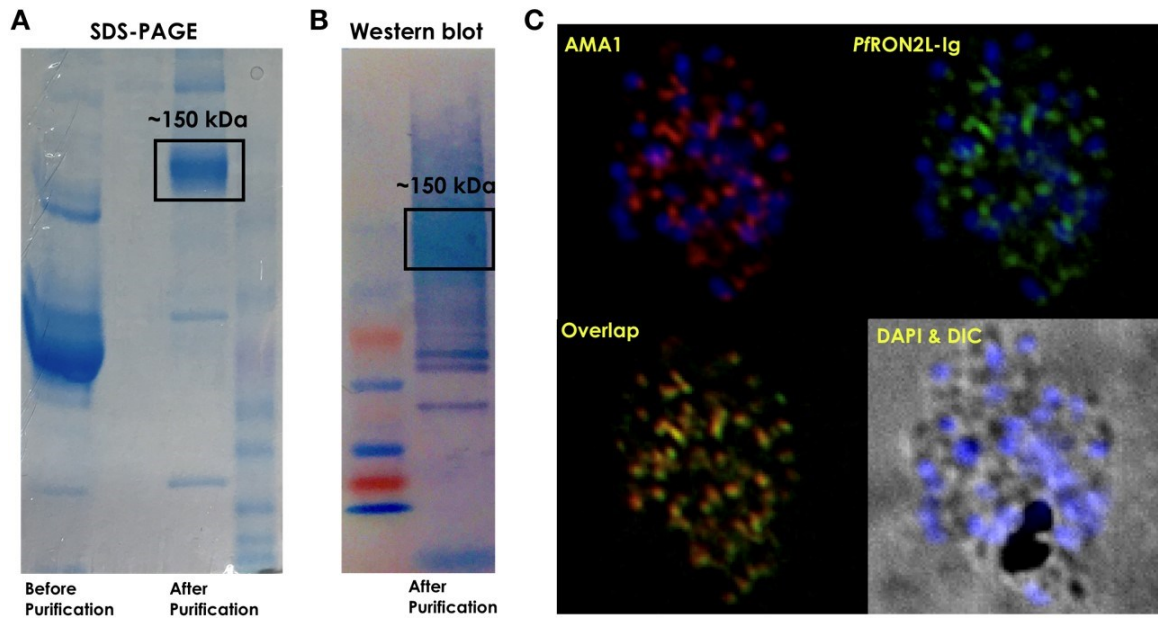 A
SDS-PAGE
~150 kDa
Before
Purification
After
Purification
B
Western blot
~150 kDa
After
Purification
C
AMA1
PfRON2L-Ig
Overlap
DAPI & DIC